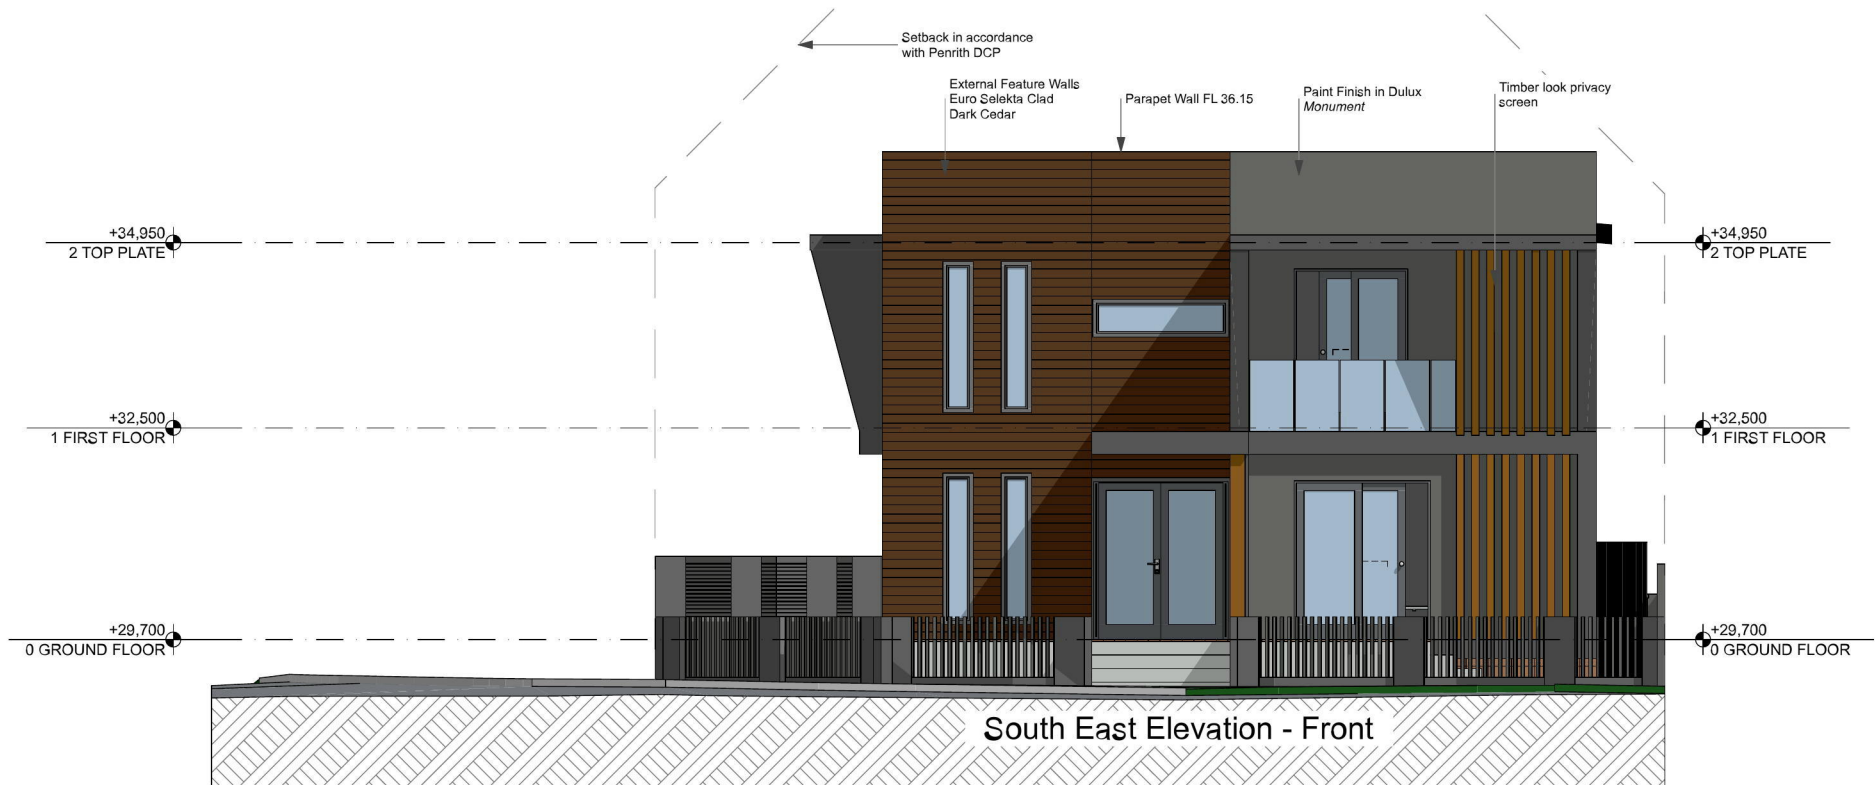 Setback in accordance
with Penrith DCP
External Feature Walls
Euro Selekta Clad
Dark Cedar
Parapet Wall FL 36.15
Paint Finish in Dulux
Monument
Timber look privacy
screen
+34,950
2 TOP PLATE
+34,950
2 TOP PLATE
+32,500
1 FIRST FLOOR
+32,500
1 FIRST FLOOR
+29,700
0 GROUND FLOOR
+29,700
0 GROUND FLOOR
South East Elevation - Front